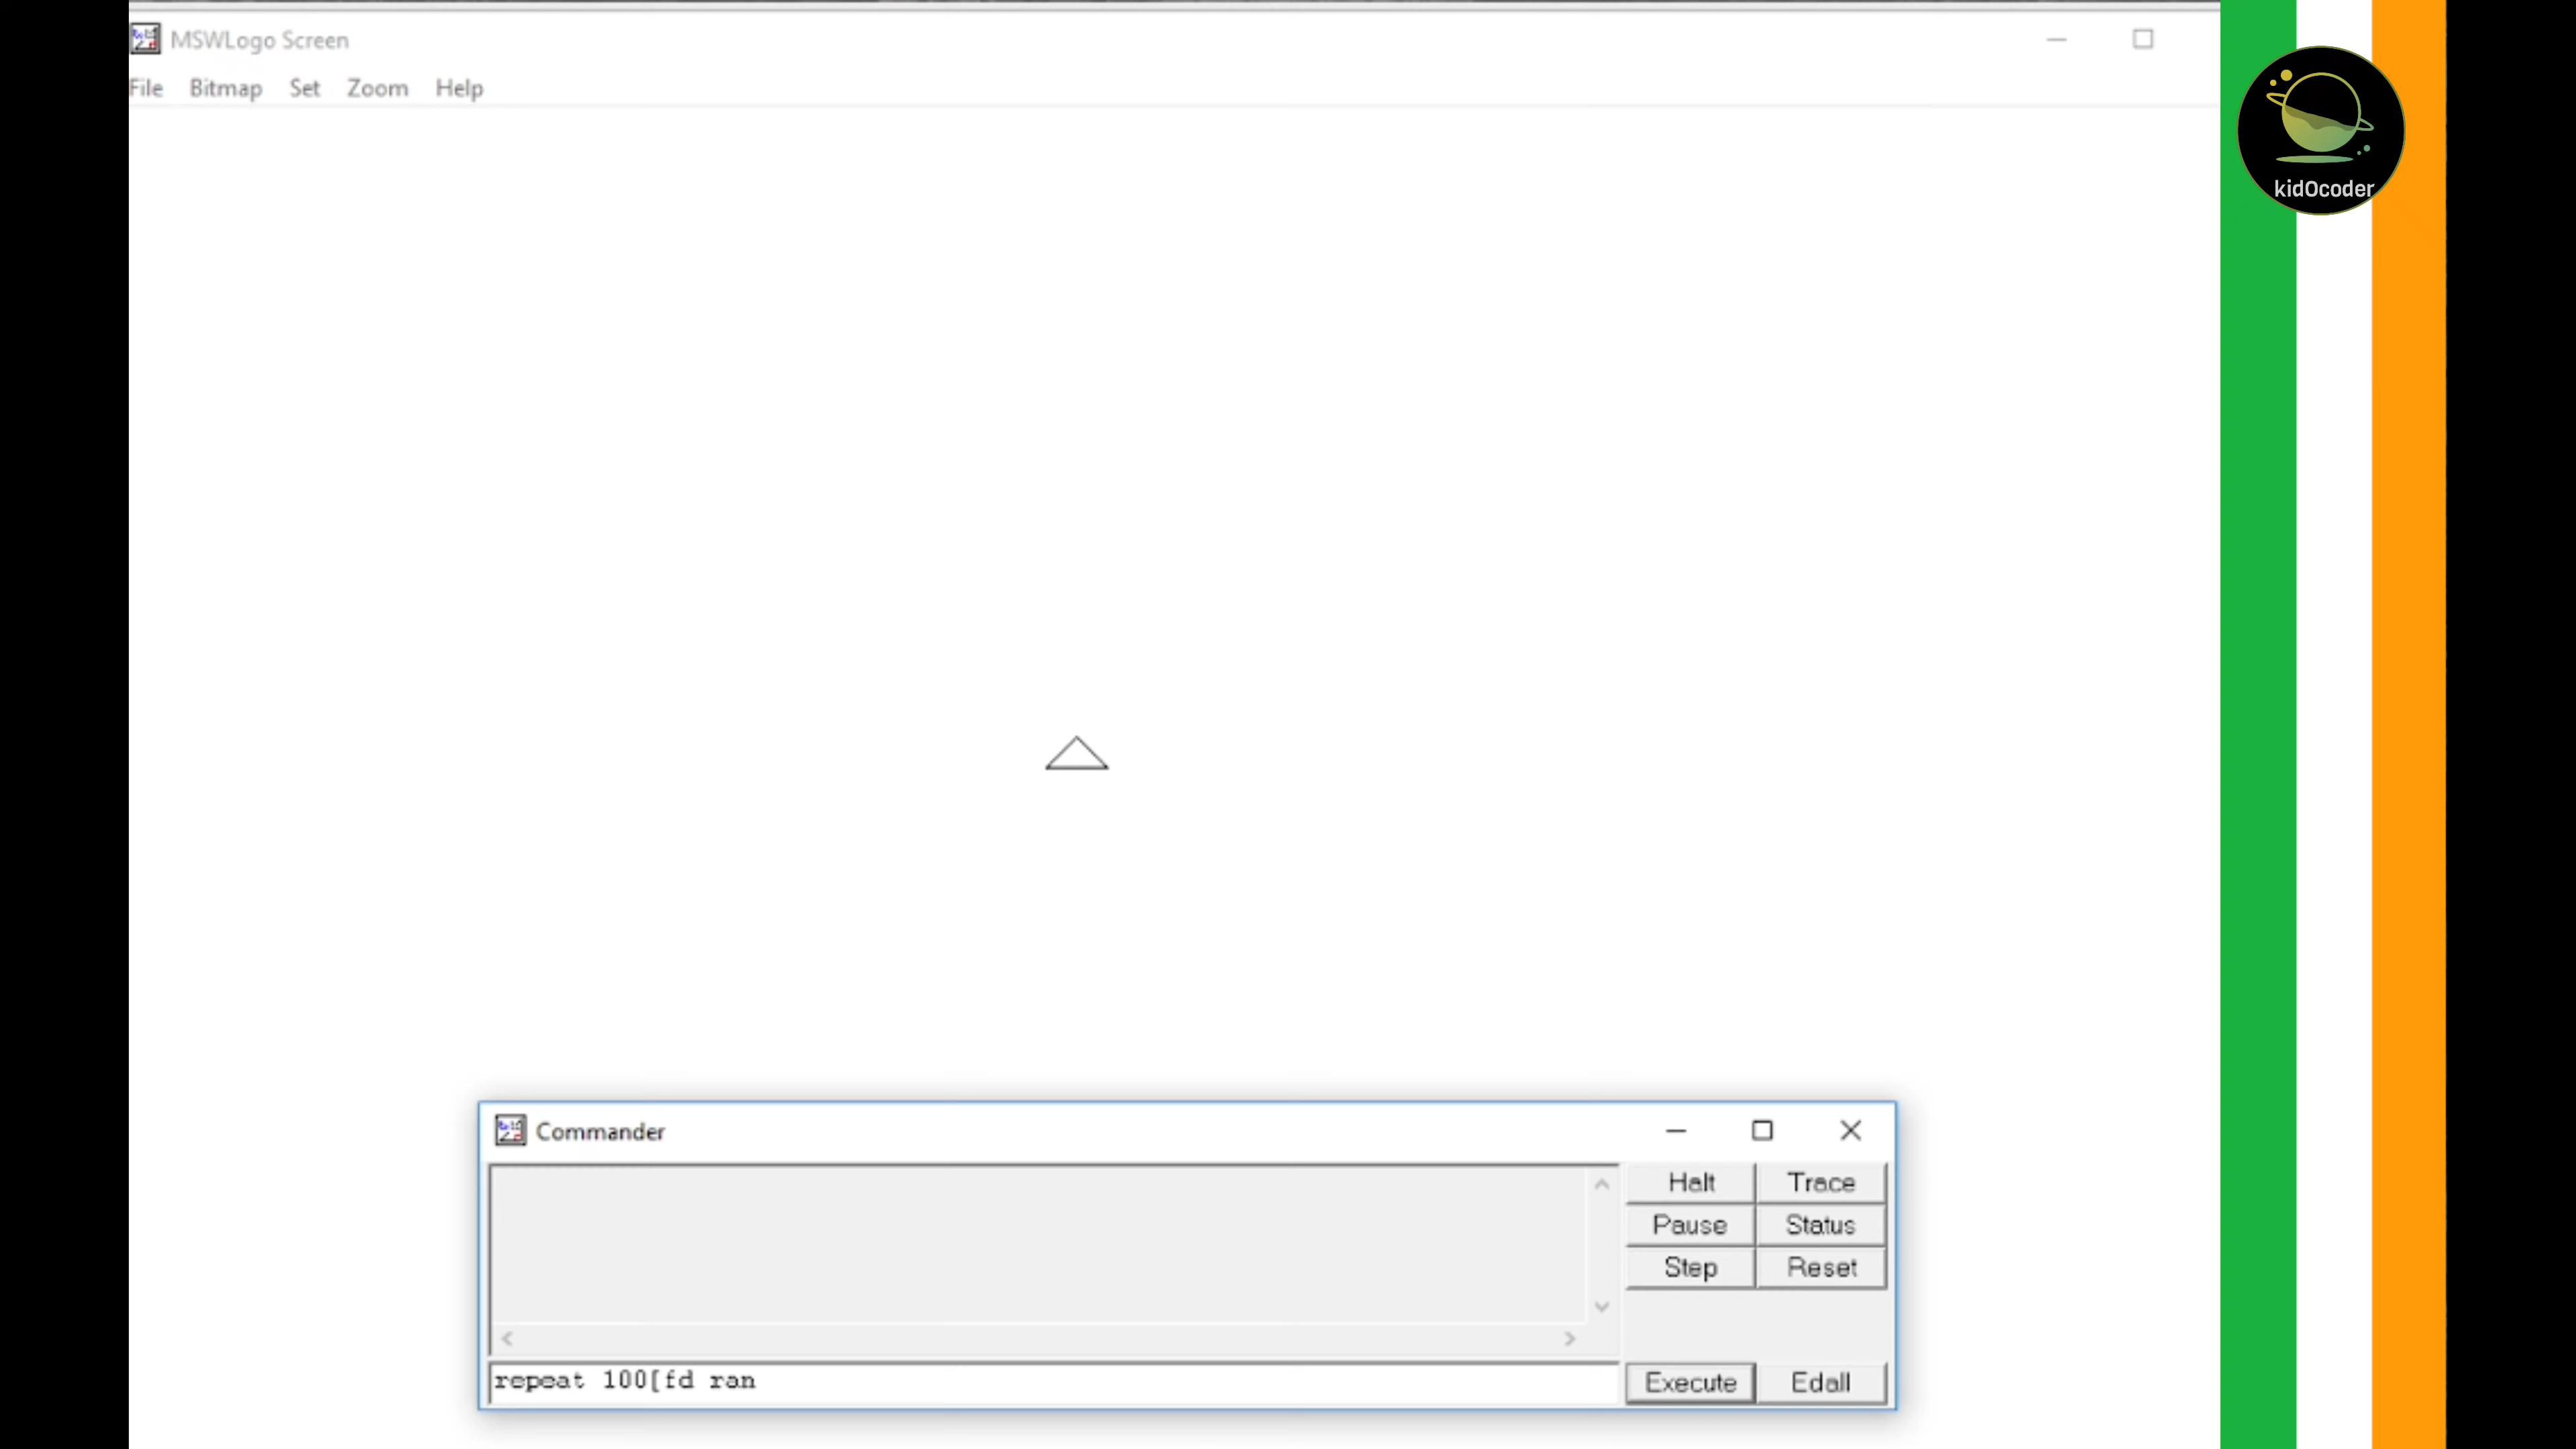 MSWLogo Screen
File Bitmap Set Zoom Help
kidOcoder
Commander
Halt Trace
Pause Status
Step Reset
repeat 100[fd ran
Execute Edall